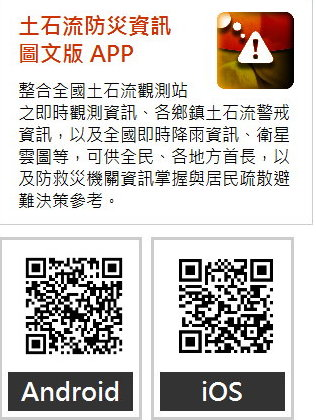 土石流防災資訊
圖文版 APP
整合全國土石流觀測站
之即時觀測資訊、各鄉鎮土石流警戒
資訊，以及全國即時降雨資訊、衛星
雲圖等，可供全民、各地方首長，以
及防救災機關資訊掌握與居民疏散避
難決策參考。
Android
iOS